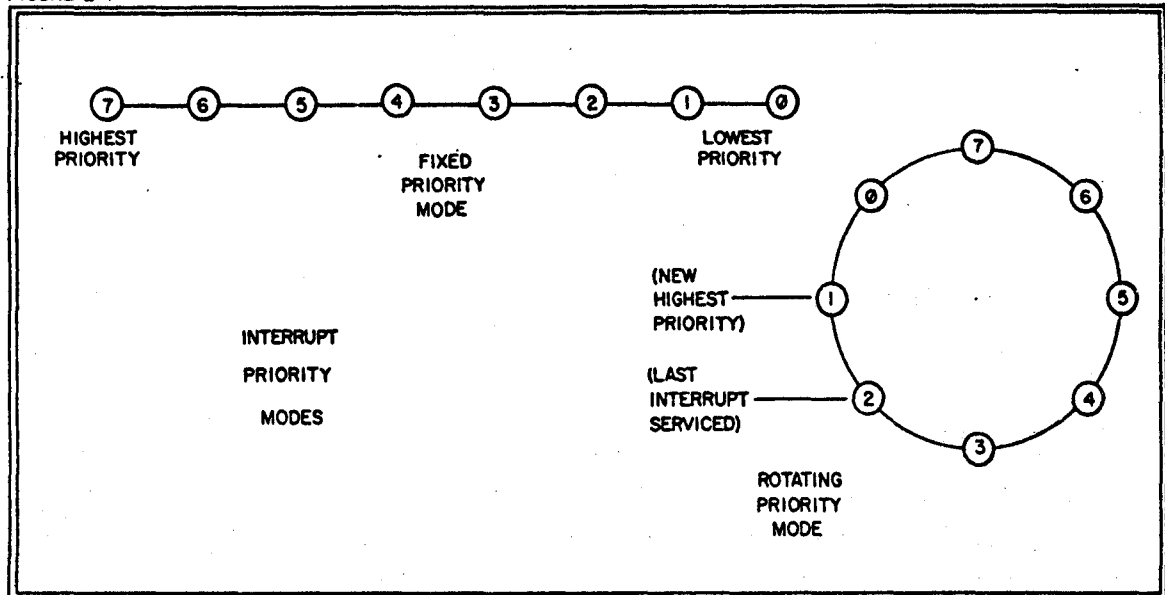 7 6 5 4 3 2 1 0
HIGHEST
PRIORITY
LOWEST
PRIORITY
FIXED
PRIORITY
MODE
INTERRUPT
PRIORITY
MODES
7
0
6
1
5
2
4
3
(NEW
HIGHEST
PRIORITY)
(LAST
INTERRUPT
SERVICED)
ROTATING
PRIORITY
MODE